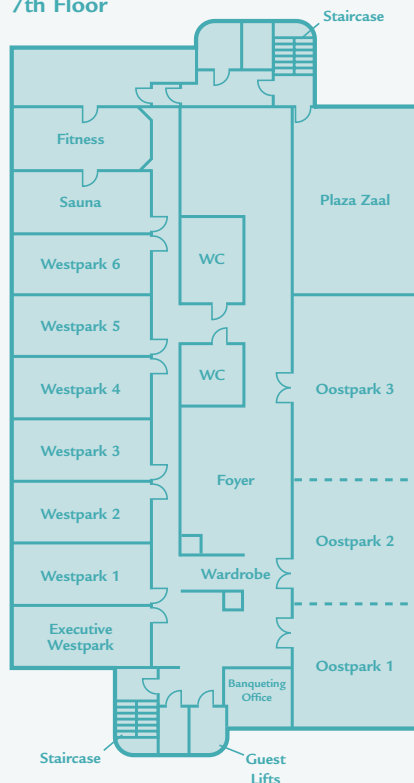 7th Floor
Staircase
Fitness
Sauna
Plaza Zaal
WC
Westpark 6
Westpark 5
WC
Westpark 4
Oostpark 3
Westpark 3
Foyer
Westpark 2
Oostpark 2
Westpark 1
Wardrobe
Executive
Westpark
Oostpark 1
Banqueting
Office
Staircase
Guest
Lifts